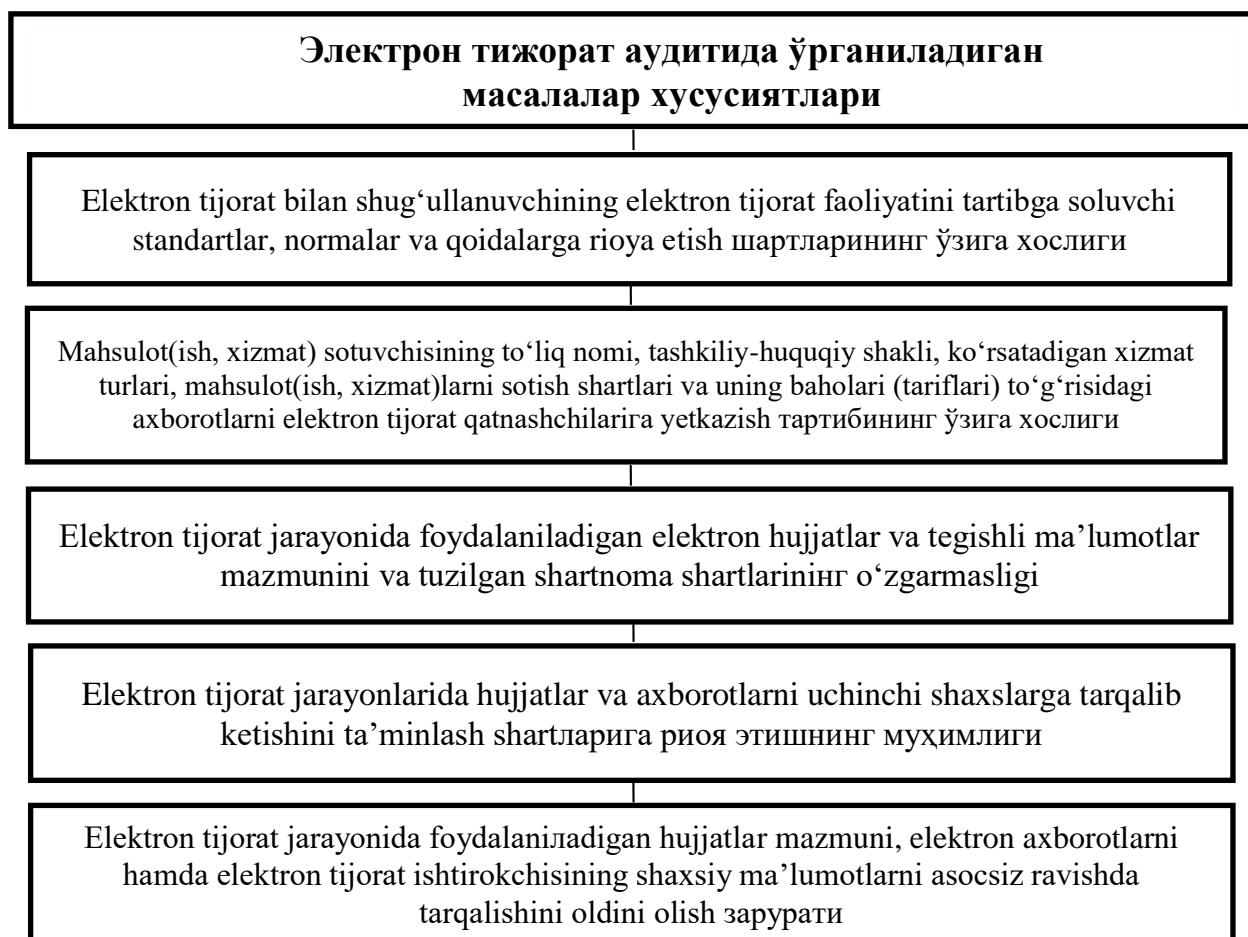 Электрон тижорат аудитида ўрганиладиган
масалалар хусусиятлари
Elektron tijorat bilan shug‘ullanuvchining elektron tijorat faoliyatini tartibga soluvchi
standartlar, normalar va qoidalarga rioya etish шартларининг ўзига хослиги
Mahsulot(ish, xizmat) sotuvchisining to‘liq nomi, tashkiliy-huquqiy shakli, ko‘rsatadigan xizmat
turlari, mahsulot(ish, xizmat)larni sotish shartlari va uning baholari (tariflari) to‘g‘risidagi
axborotlarni elektron tijorat qatnashchilariga yetkazish тартибининг ўзига хослиги
Elektron tijorat jarayonida foydalaniladigan elektron hujjatlar va tegishli ma’lumotlar
mazmunini va tuzilgan shartnoma shartlariniнг o‘zgarmasligi
Elektron tijorat jarayonlarida hujjatlar va axborotlarni uchinchi shaxslarga tarqalib
ketishini ta’minlash shartларига риоя этишнинг муҳимлиги
Elektron tijorat jarayonida foydalaniлadigan hujjatlar mazmuni, elektron axborotlarni
hamda elektron tijorat ishtirokchisining shaxsiy ma’lumotlarni asocsiz ravishda
tarqalishini oldini olish зарурати